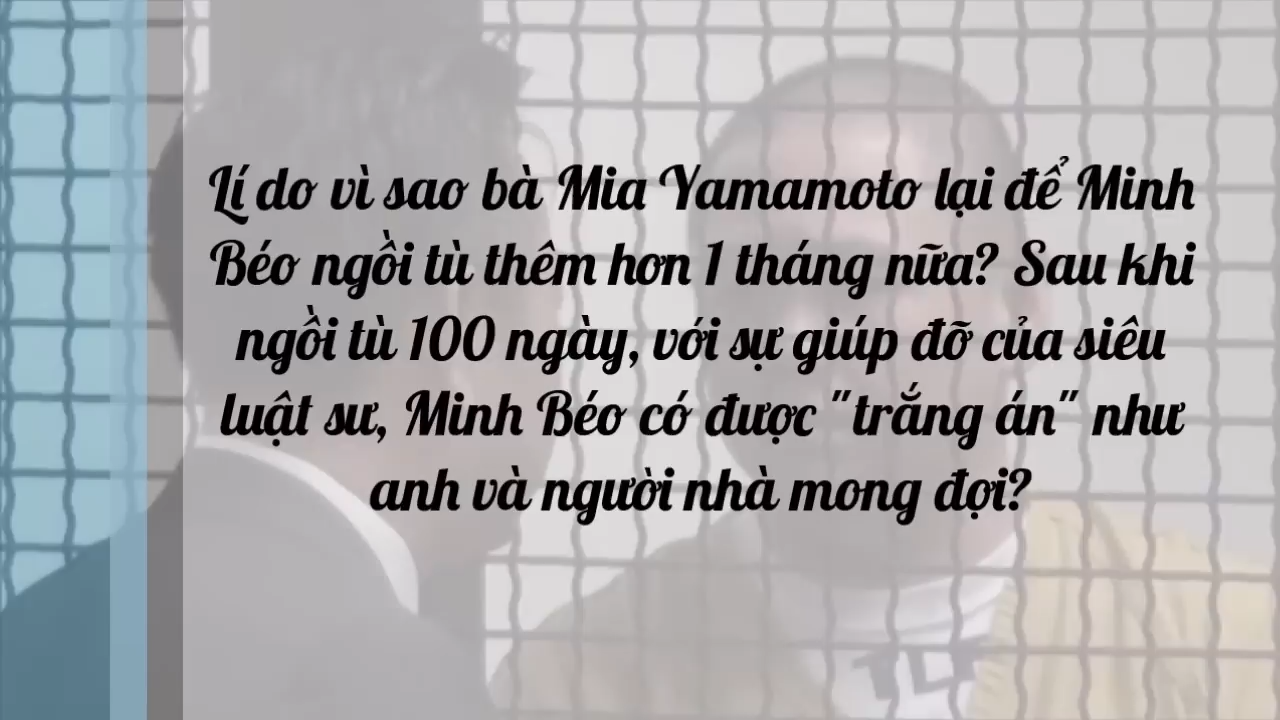 Lí do vì sao bà Mia Yamamoto lại để Minh
Béo ngồi tù thêm hơn 1 tháng nữa? Sau khi
ngồi tù 100 ngày, với sự giúp đỡ của siêu
luật sư, Minh Béo có được "trắng án" như
anh và người nhà mong đợi?